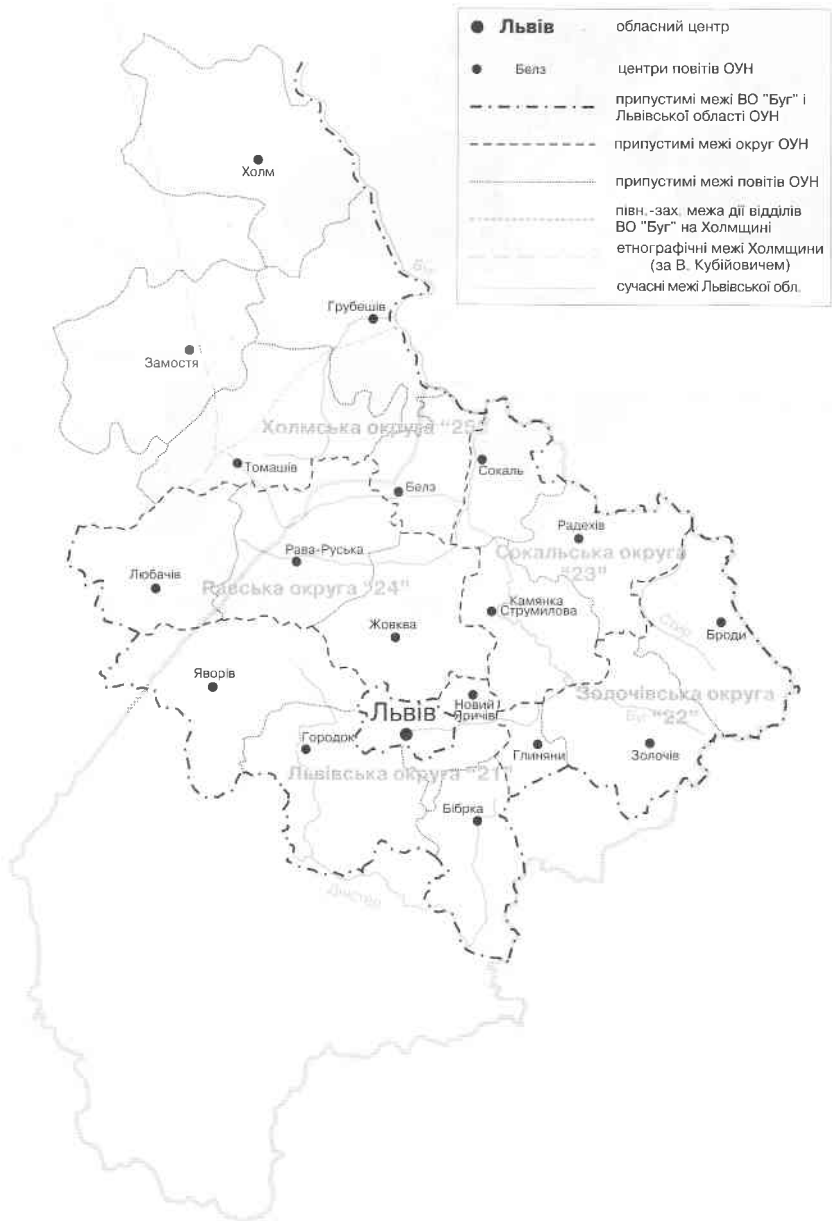 Львів обласний центр
Белз центри повітів ОУН
припустимі межі ВО "Буг" і
Львівської області ОУН
припустимі межі округ ОУН
припустимі межі повітів ОУН
півн.-зах. межа дії відділів
ВО "Буг" на Холмщині
етнографічні межі Холмщини
(за В. Кубійовичем)
сучасні межі Львівської обл.
Холм
Буг
Грубешів
Замостя
Холмська округа "25"
Томашів
Белз
Сокаль
Радехів
Сокальська округа
"23"
Рава-Руська
Любачів
Равська округа "24"
Камянка
Струмилова
Стир
Броди
Жовква
Яворів
Золочівська округа
"22"
Буг
Новий
Яричів
Львів
Городок
Глиняни
Золочів
Львівська округа "21"
Бібрка
Дністер